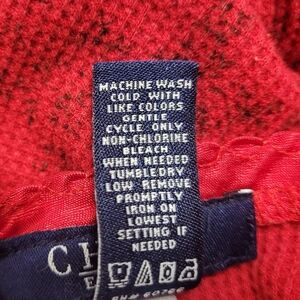 MACHINE WASH
COLD WITH
LIKE COLORS
GENTLE
CYCLE ONLY
NON-CHLORINE
BLEACH
WHEN NEEDED
TUMBLEDRY
LOW REMOVE
PROMPTLY
IRON ON
LOWEST
SETTING IF
NEEDED
CH
E